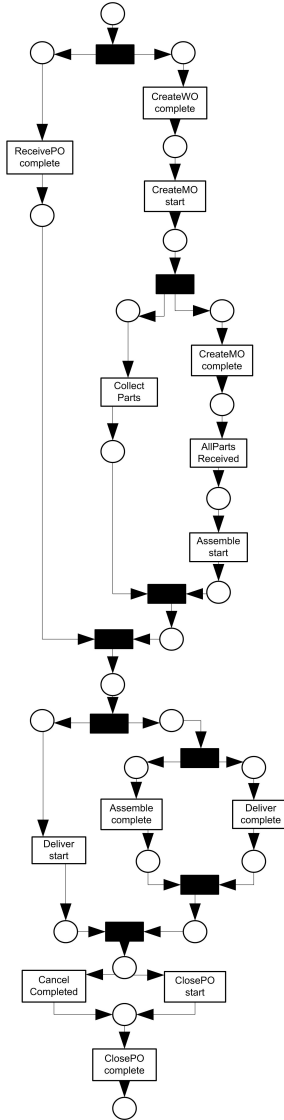 CreateWO
complete
ReceivePO
complete
CreateMO
start
CreateMO
complete
Collect
Parts
AllParts
Received
Assemble
start
Assemble
complete
Deliver
complete
Deliver
start
Cancel
Completed
ClosePO
start
ClosePO
complete